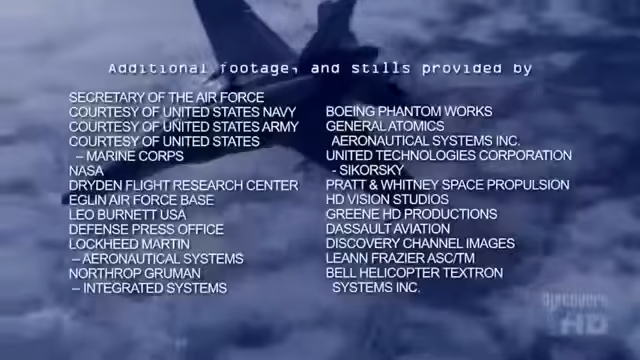 Additional footage, and stills provided by
SECRETARY OF THE AIR FORCE
COURTESY OF UNITED STATES NAVY
COURTESY OF UNITED STATES ARMY
COURTESY OF UNITED STATES
– MARINE CORPS
NASA
DRYDEN FLIGHT RESEARCH CENTER
EGLIN AIR FORCE BASE
LEO BURNETT USA
DEFENSE PRESS OFFICE
LOCKHEED MARTIN
– AERONAUTICAL SYSTEMS
NORTHROP GRUMAN
– INTEGRATED SYSTEMS
BOEING PHANTOM WORKS
GENERAL ATOMICS
AERONAUTICAL SYSTEMS INC.
UNITED TECHNOLOGIES CORPORATION
- SIKORSKY
PRATT & WHITNEY SPACE PROPULSION
HD VISION STUDIOS
GREENE HD PRODUCTIONS
DASSAULT AVIATION
DISCOVERY CHANNEL IMAGES
LEANN FRAZIER ASC/TM
BELL HELICOPTER TEXTRON
SYSTEMS INC.
Discovery
HD